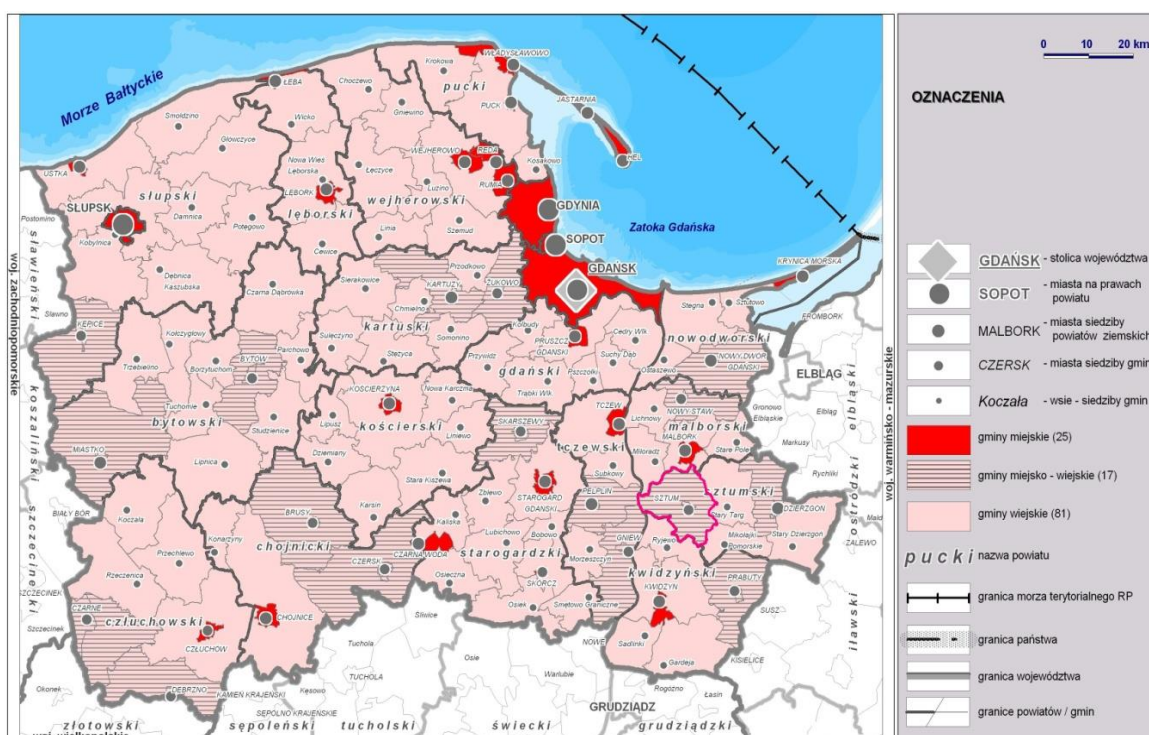 0 10 20 km
OZNACZENIA
GDAŃSK - stolica województwa
SOPOT - miasta na prawach
powiatu
MALBORK - miasta siedziby
powiatów ziemskich
CZERSK - miasta siedziby gmin
Koczała - wsie - siedziby gmin
gminy miejskie (25)
gminy miejsko - wiejskie (17)
gminy wiejskie (81)
pucki nazwa powiatu
granica morza terytorialnego RP
granica państwa
granica województwa
granice powiatów / gmin
Morze Bałtyckie
Zatoka Gdańska
woj. zachodniopomorskie
woj. warmińsko - mazurskie
WŁADYSŁAWOWO
Krokowa
pucki
ŁEBA
Choczewo
Gniewino
PUCK
JASTARNIA
HEL
Smołdzino
Wicko
Główczyce
USTKA
Nowa Wieś
Lęborska
LĘBORK
lęborski
Łęczyce
WEJHEROWO
REDA
RUMIA
Kosakowo
Luzino
wejherowski
słupski
SŁUPSK
Damnica
Potęgowo
Kobylnica
Postomino
sławieński
Linia
Szemud
Cewice
GDYNIA
SOPOT
GDAŃSK
KRYNICA MORSKA
Dębnica
Kaszubska
Czarna Dąbrówka
Sierakowice
Przodkowo
KARTUZY
ŻUKOWO
Chmielno
Stegna
Sztutowo
FROMBORK
Sławno
KĘPICE
Kołczygłowy
Sulęczyno
kartuski
Somonino
Stężyca
Kolbudy
PRUSZCZ
GDAŃSKI
Cedry Wlk
nowodworski
Trzebielino
BYTÓW
Borzytuchom
Parchowo
Przywidz
gdański
Suchy Dąb
Pszczółki
Trąbki Wlk
Ostaszewo
NOWY DWÓR
GDAŃSKI
ELBLĄG
elbląski
Gronowo
Elbląskie
Elbląg
Markusy
Rychliki
koszaliński
Tuchomie
bytowski
Studzienice
KOŚCIERZYNA
Nowa Karczma
Lipusz
kościerski
Liniewo
Dziemiany
SKARSZEWY
TCZEW
tczewski
Lichnowy
NOWY STAW
malborski
MALBORK
Miłoradz
Stare Pole
MIASTKO
Lipnica
Stara Kiszewa
Subkowy
SZTUM
sztumski
DZIERZGOŃ
Stary Targ
BIAŁY BÓR
Koczała
BRUSY
Karsin
Zblewo
STAROGARD
GDAŃSKI
PELPLIN
Mikołajki
Pomorskie
Stary Dzierzgoń
ZALEWO
ostródzki
szczecinecki
Konarzyny
Przechlewo
chojnicki
Kaliska
Lubichowo
Bobowo
CZARNA WODA
starogardzki
Morzeszczyn
GNIEW
Ryjewo
kwidzyński
PRABUTY
Rzeczenica
CZERSK
Osieczna
SKÓRCZ
KWIDZYN
SUSZ
iławski
SZCZECINEK
Szczecinek
CZARNE
człuchowski
CZŁUCHÓW
CHOJNICE
Śliwice
Osiek
Smętowo Graniczne
NOWE
Sadlinki
Gardeja
KISIELICE
Tuchola
TUCHOLA
Osie
Warlubie
Rogoźno
Łasin
Okonek
DEBRZNO
KAMIEŃ KRAJEŃSKI
Kęsowo
SĘPÓLNO KRAJEŃSKIE
GRUDZIĄDZ
złotowski
sępoleński
tucholski
świecki
grudziądzki